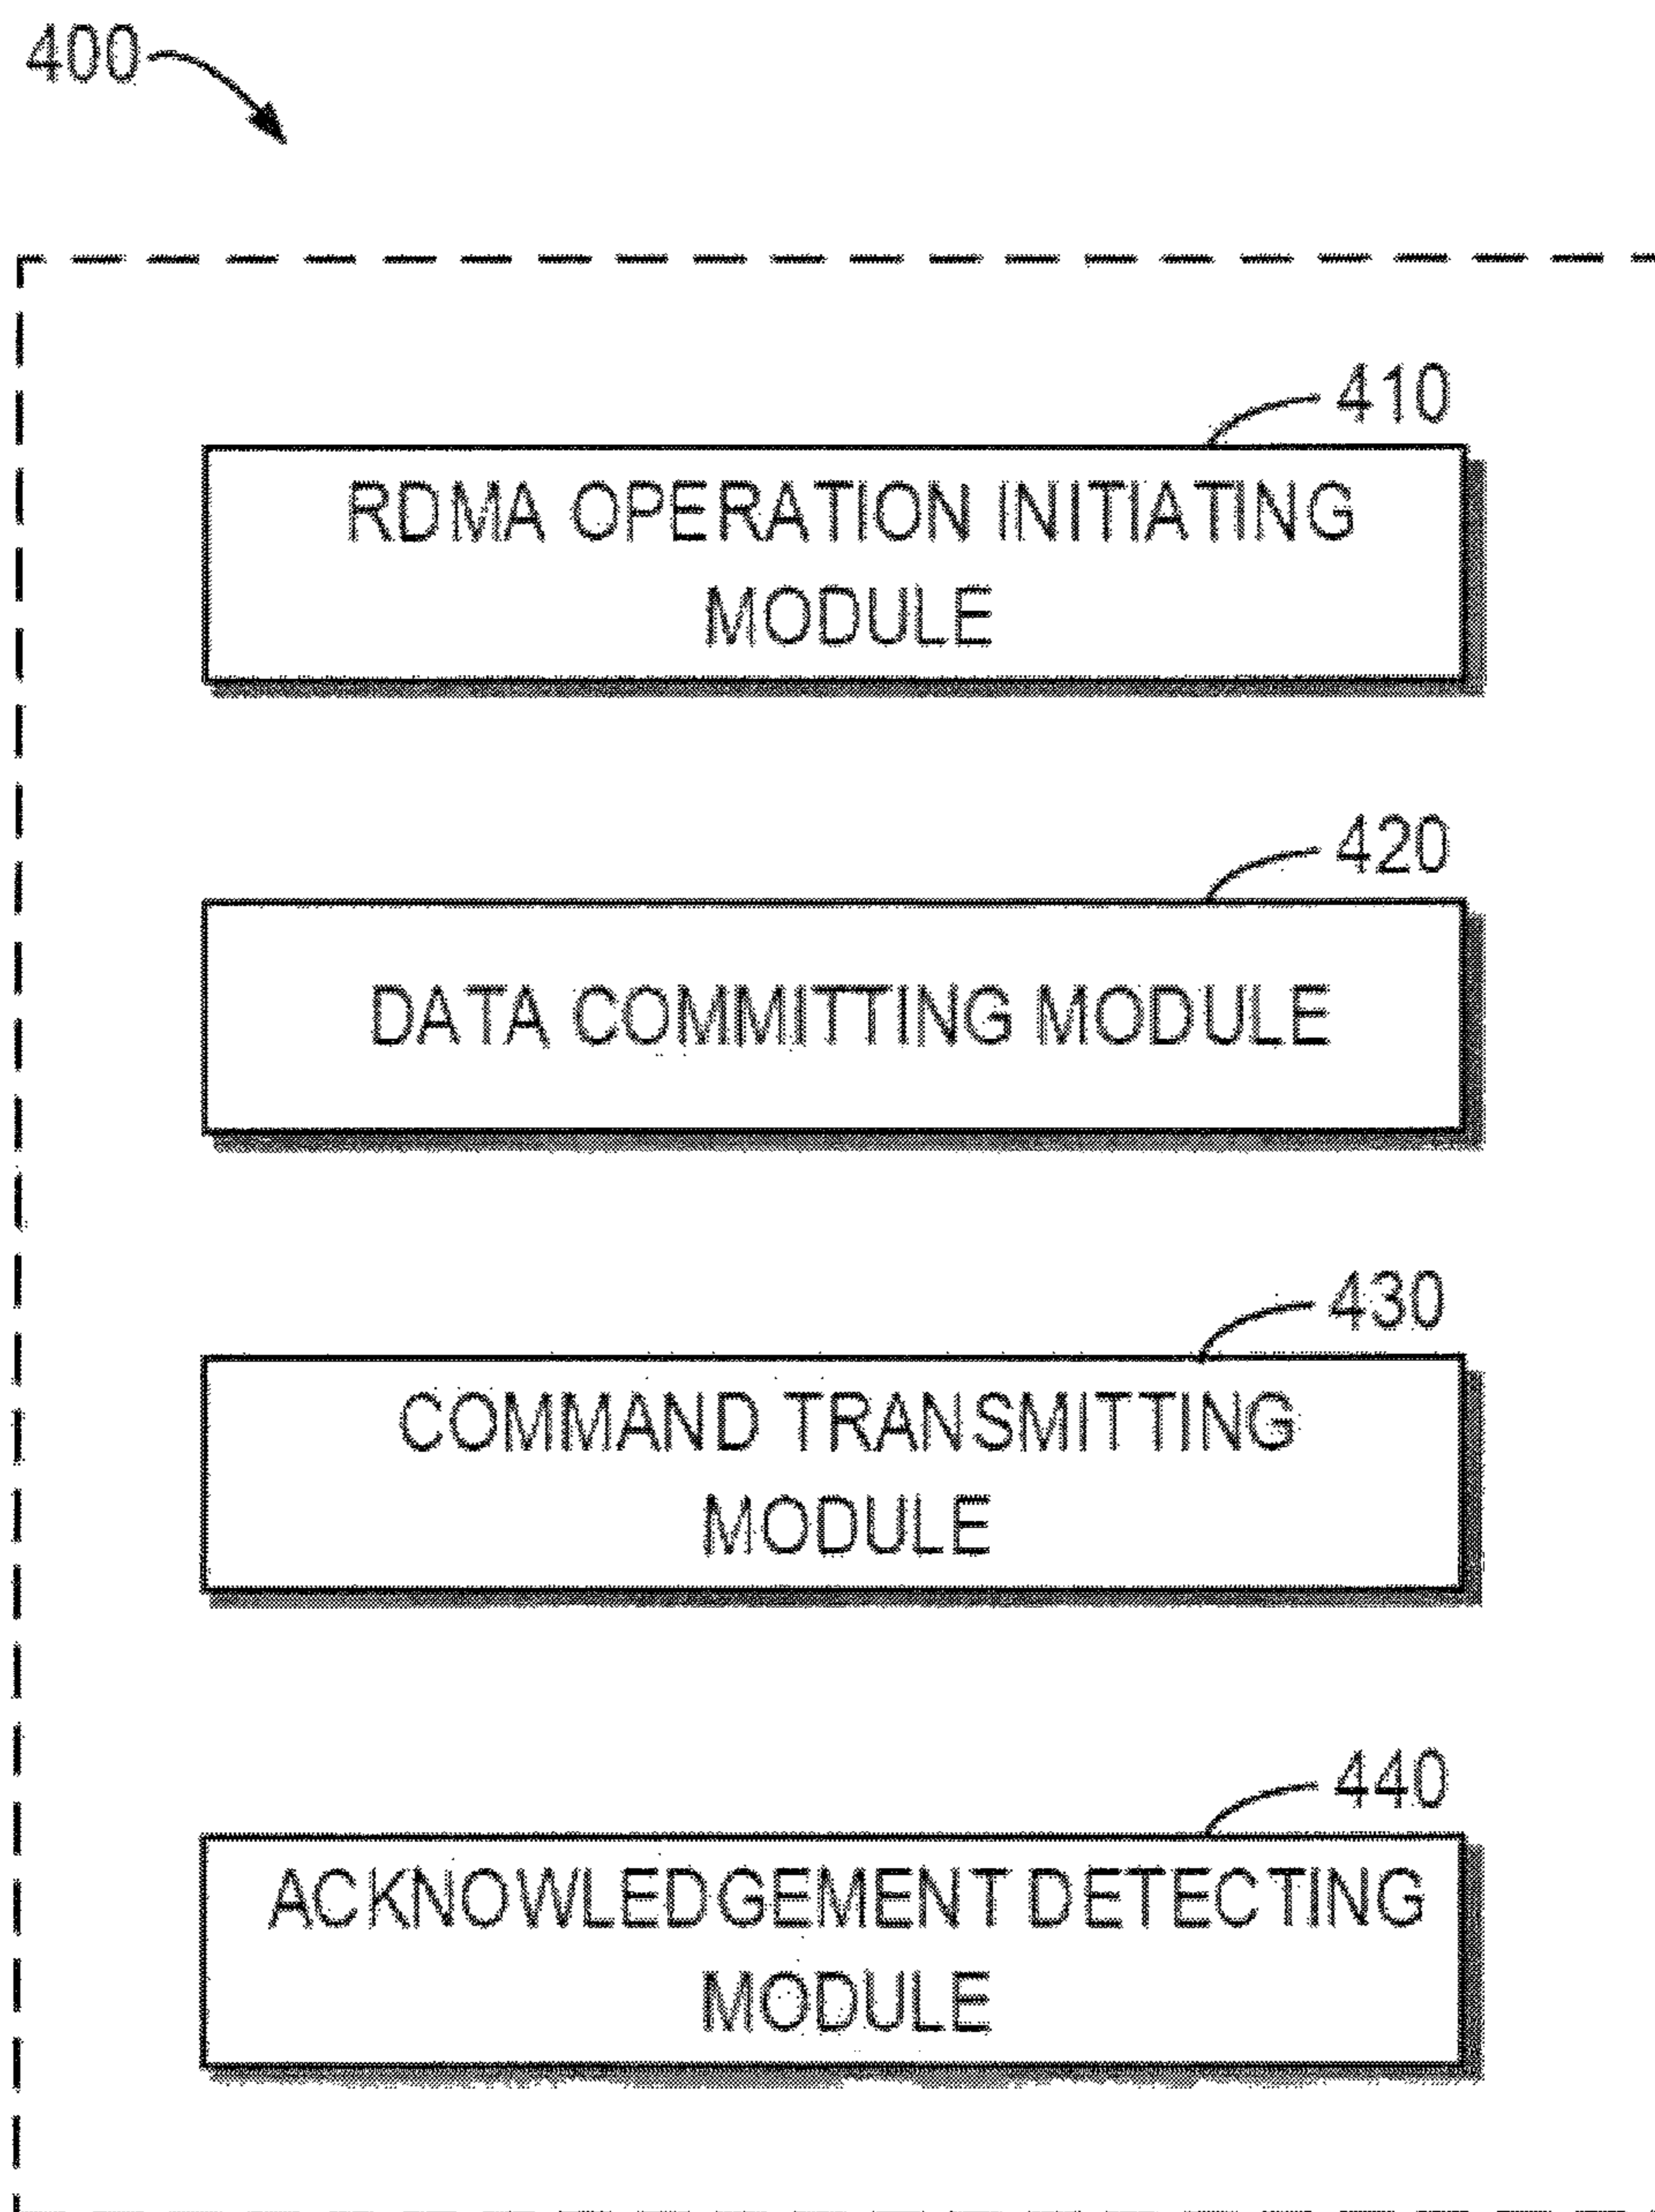 400
410
RDMA OPERATION INITIATING
MODULE
420
DATA COMMITTING MODULE
430
COMMAND TRANSMITTING
MODULE
440
ACKNOWLEDGEMENT DETECTING
MODULE